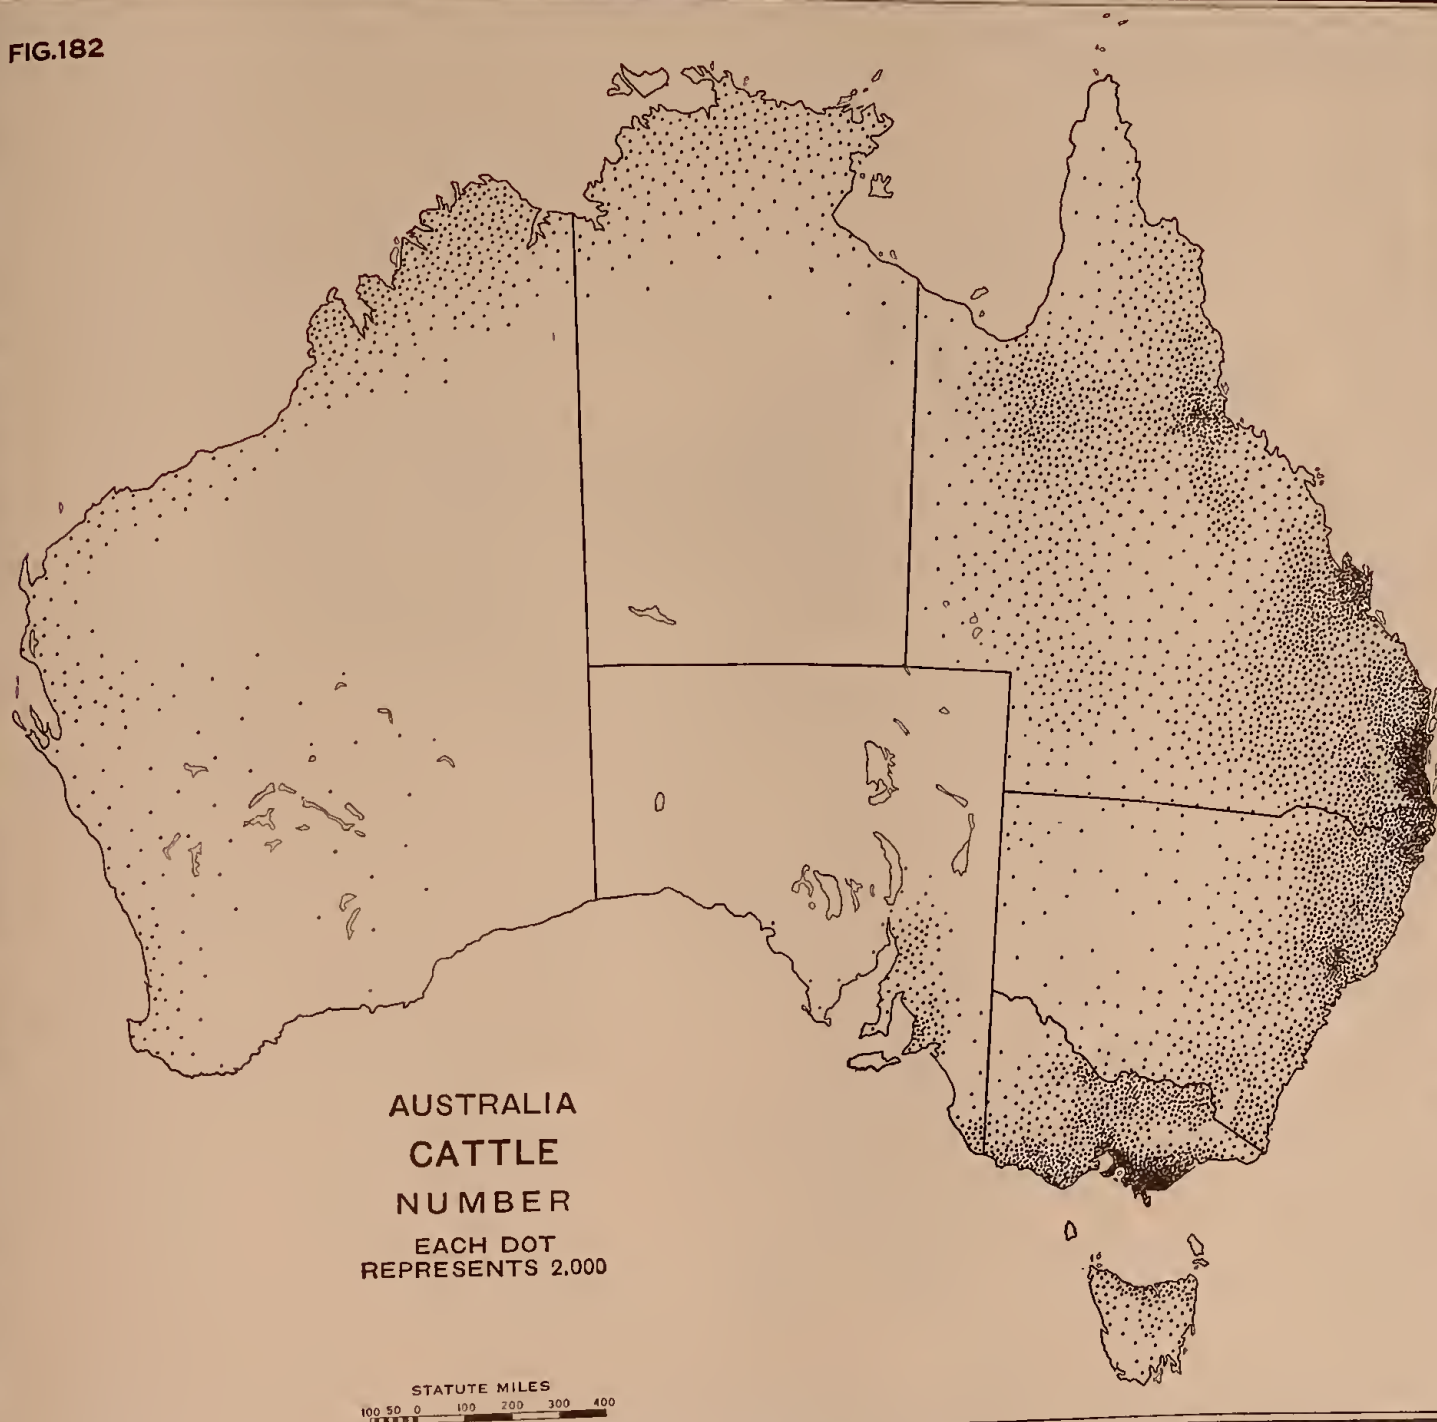 FIG.182
AUSTRALIA
CATTLE
NUMBER
EACH DOT
REPRESENTS 2.000
STATUTE MILES
100 50 0 100 200 300 400